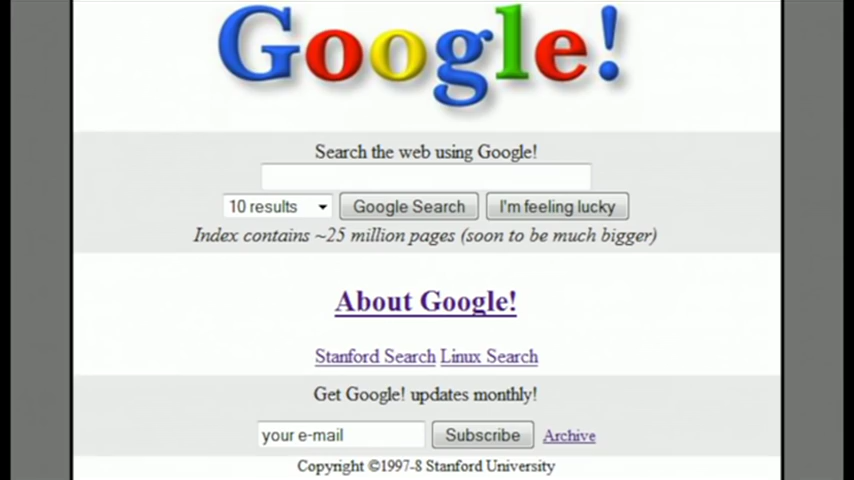 Google!
Search the web using Google!
10 results Google Search I'm feeling lucky
Index contains ~25 million pages (soon to be much bigger)
About Google!
Stanford Search Linux Search
Get Google! updates monthly!
your e-mail Subscribe Archive
Copyright ©1997-8 Stanford University